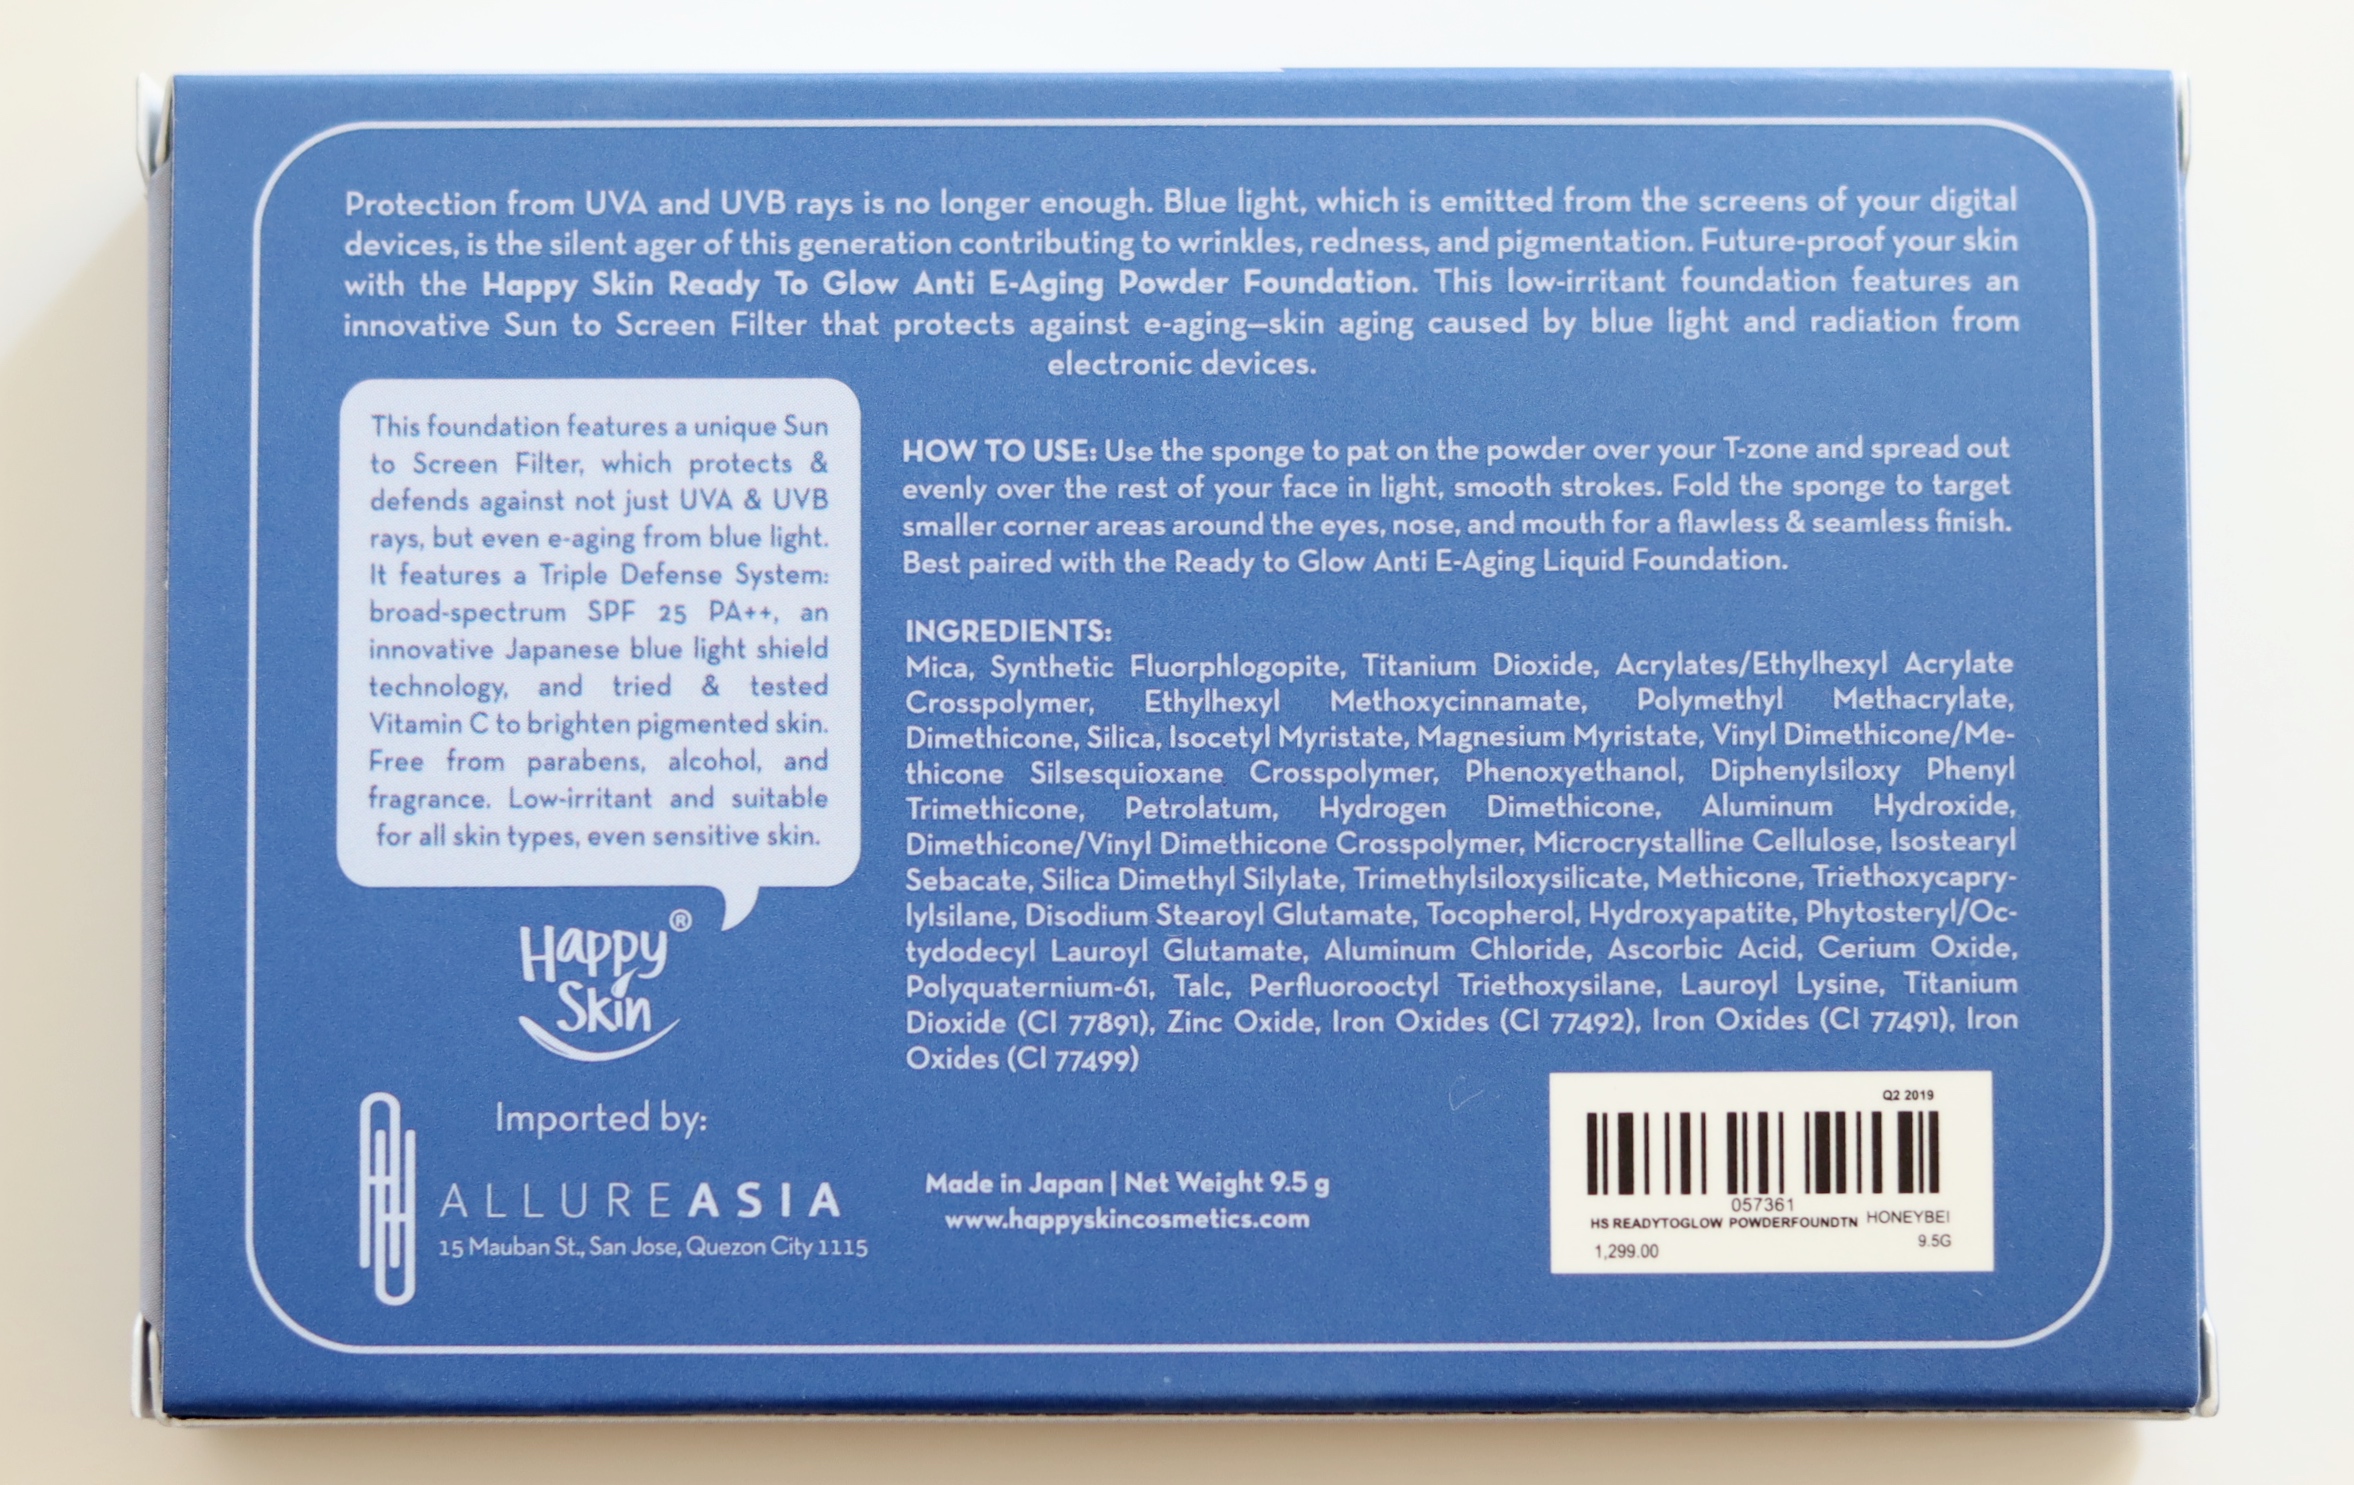 Protection from UVA and UVB rays is no longer enough. Blue light, which is emitted from the screens of your digital
devices, is the silent ager of this generation contributing to wrinkles, redness, and pigmentation. Future-proof your skin
with the Happy Skin Ready To Glow Anti E-Aging Powder Foundation. This low-irritant foundation features an
innovative Sun to Screen Filter that protects against e-aging—skin aging caused by blue light and radiation from
electronic devices.
This foundation features a unique Sun
to Screen Filter, which protects &
defends against not just UVA & UVB
rays, but even e-aging from blue light.
It features a Triple Defense System:
broad-spectrum SPF 25 PA++, an
innovative Japanese blue light shield
technology, and tried & tested
Vitamin C to brighten pigmented skin.
Free from parabens, alcohol, and
fragrance. Low-irritant and suitable
for all skin types, even sensitive skin.
Happy®
Skin
Imported by:
ALLUREASIA
15 Mauban St., San Jose, Quezon City 1115
HOW TO USE: Use the sponge to pat on the powder over your T-zone and spread out
evenly over the rest of your face in light, smooth strokes. Fold the sponge to target
smaller corner areas around the eyes, nose, and mouth for a flawless & seamless finish.
Best paired with the Ready to Glow Anti E-Aging Liquid Foundation.
INGREDIENTS:
Mica, Synthetic Fluorphlogopite, Titanium Dioxide, Acrylates/Ethylhexyl Acrylate
Crosspolymer, Ethylhexyl Methoxycinnamate, Polymethyl Methacrylate,
Dimethicone, Silica, Isocetyl Myristate, Magnesium Myristate, Vinyl Dimethicone/Me-
thicone Silsesquioxane Crosspolymer, Phenoxyethanol, Diphenylsiloxy Phenyl
Trimethicone, Petrolatum, Hydrogen Dimethicone, Aluminum Hydroxide,
Dimethicone/Vinyl Dimethicone Crosspolymer, Microcrystalline Cellulose, Isostearyl
Sebacate, Silica Dimethyl Silylate, Trimethylsiloxysilicate, Methicone, Triethoxycapry-
lylsilane, Disodium Stearoyl Glutamate, Tocopherol, Hydroxyapatite, Phytosteryl/Oc-
tydodecyl Lauroyl Glutamate, Aluminum Chloride, Ascorbic Acid, Cerium Oxide,
Polyquaternium-61, Talc, Perfluorooctyl Triethoxysilane, Lauroyl Lysine, Titanium
Dioxide (CI 77891), Zinc Oxide, Iron Oxides (CI 77492), Iron Oxides (CI 77491), Iron
Oxides (CI 77499)
Made in Japan | Net Weight 9.5 g
www.happyskincosmetics.com
Q2 2019
057361
HS READYTOGLOW POWDERFOUNDTN HONEYBEI
1,299.00 9.5G